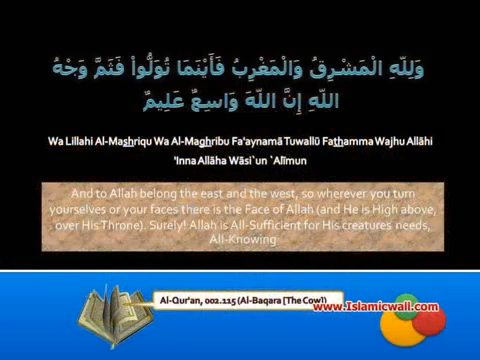 وَلِلّهِ الْمَشْرِقُ وَالْمَغْرِبُ فَأَيْنَمَا تُوَلُّواْ فَثَمَّ وَجْهُ
اللّهِ إِنَّ اللّهَ وَاسِعٌ عَلِيمٌ
Wa Lillahi Al-Mashriqu Wa Al-Maghribu Fa'aynamā Tuwallū Fathamma Wajhu Allāhi
'Inna Allāha Wāsi`un `Alīmun
And to Allah belong the east and the west, so wherever you turn
yourselves or your faces there is the Face of Allah (and He is High above,
over His Throne). Surely! Allah is All-Sufficient for His creatures needs,
All-Knowing
Al-Qur'an, 002.115 (Al-Baqara [The Cow])
www.Islamicwall.com